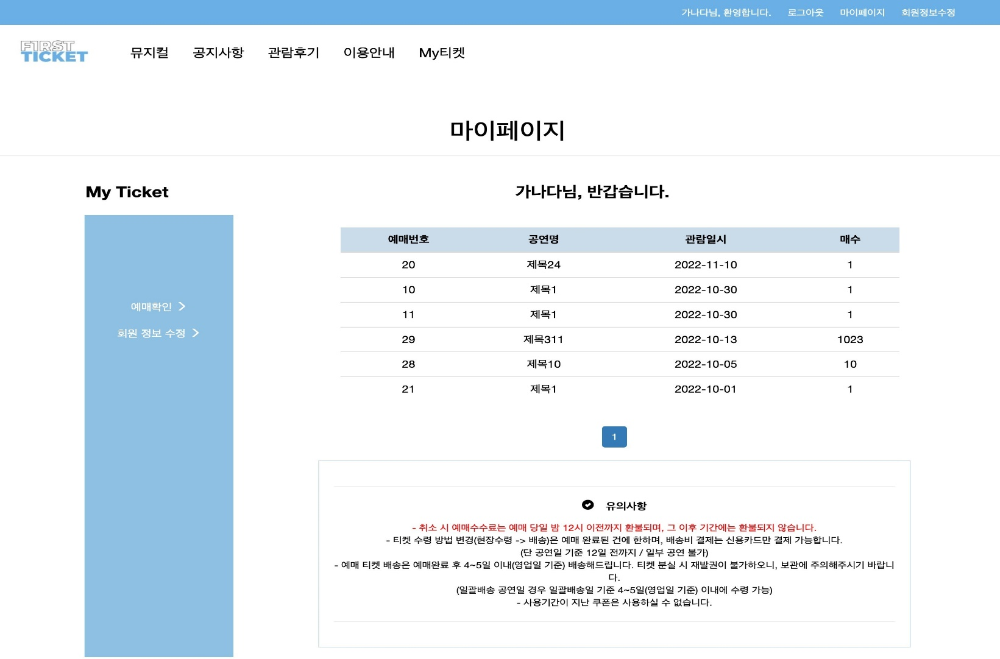 가나다님, 환영합니다. 로그아웃 마이페이지 회원정보수정
F1RST
TICKET
뮤지컬 공지사항 관람후기 이용안내 My티켓
마이페이지
My Ticket
예매확인
회원 정보 수정
가나다님, 반갑습니다.
예매번호 공연명 관람일시 매수
20 제목24 2022-11-10 1
10 제목1 2022-10-30 1
11 제목1 2022-10-30 1
29 제목311 2022-10-13 1023
28 제목10 2022-10-05 10
21 제목1 2022-10-01 1
1
유의사항
- 취소 시 예매수수료는 예매 당일 밤 12시 이전까지 환불되며, 그 이후 기간에는 환불되지 않습니다.
- 티켓 수령 방법 변경(현장수령 -> 배송)은 예매 완료된 건에 한하며, 배송비 결제는 신용카드만 결제 가능합니다.
(단 공연일 기준 12일 전까지 / 일부 공연 불가)
- 예매 티켓 배송은 예매완료 후 4~5일 이내(영업일 기준) 배송해드립니다. 티켓 분실 시 재발권이 불가하오니, 보관에 주의해주시기 바랍니
다.
(일괄배송 공연일 경우 일괄배송일 기준 4~5일(영업일 기준) 이내에 수령 가능)
- 사용기간이 지난 쿠폰은 사용하실 수 없습니다.